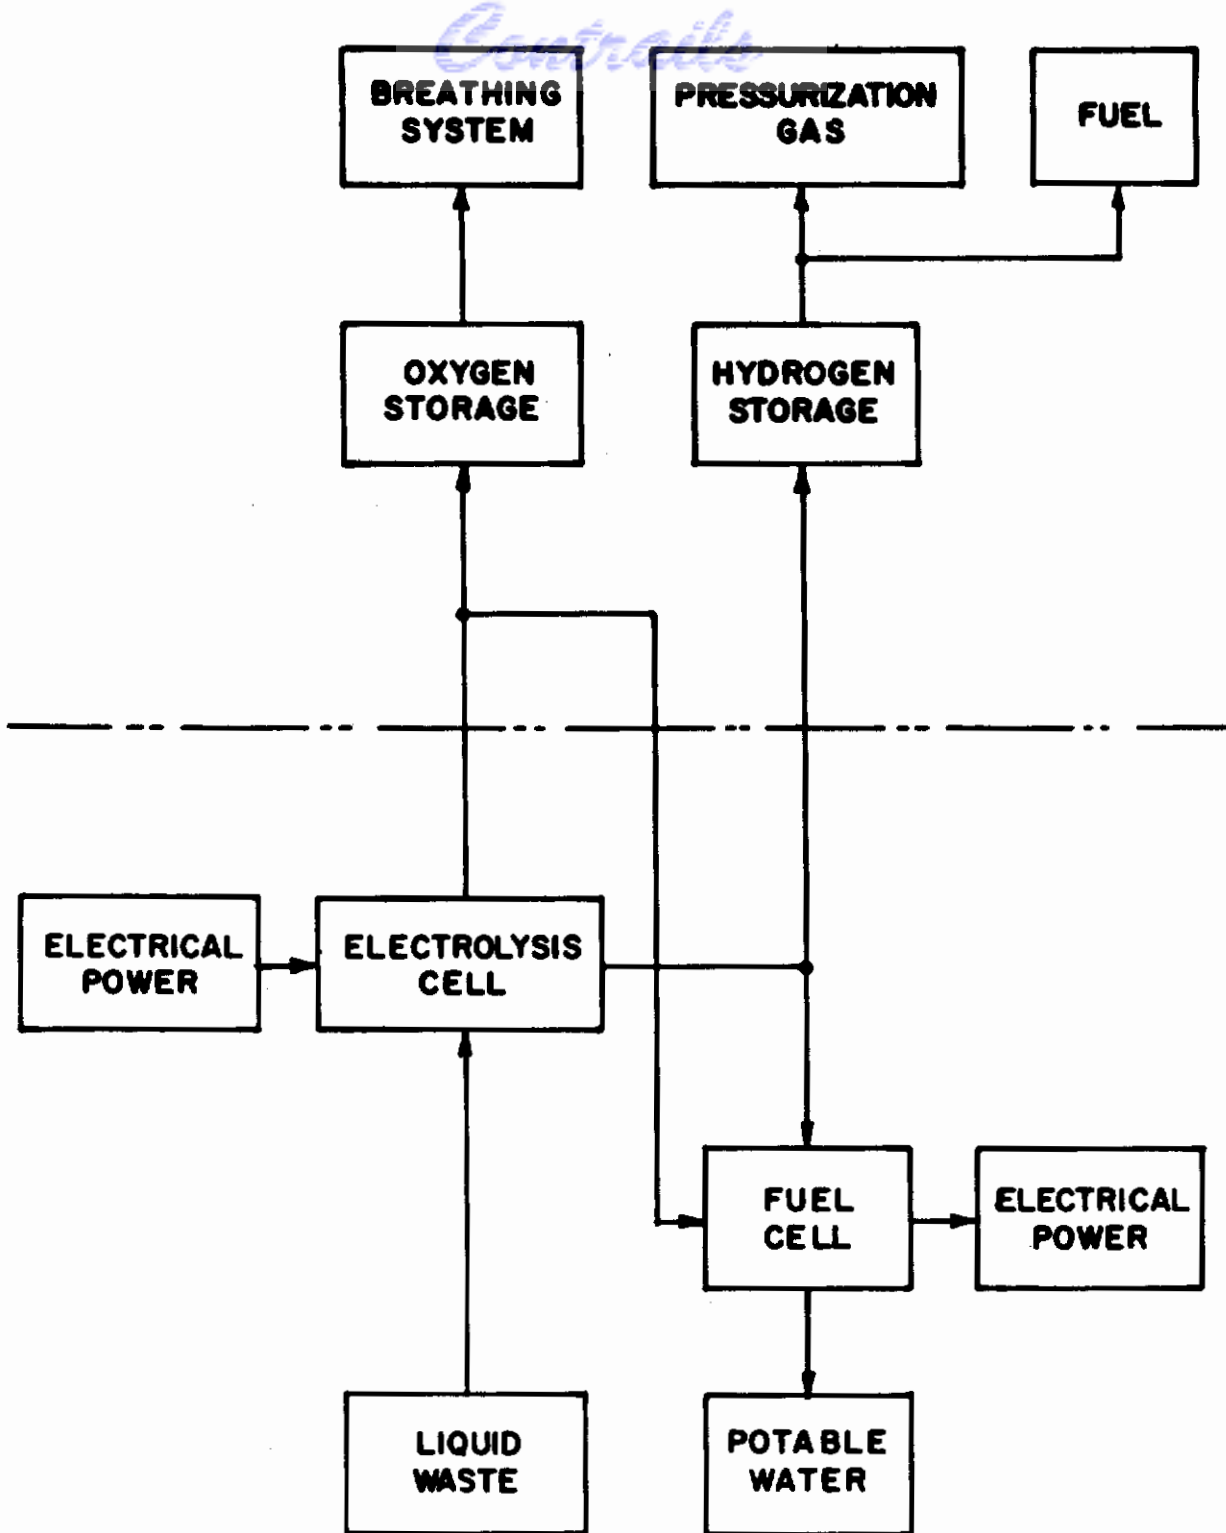 Contrails
BREATHING
SYSTEM
PRESSURIZATION
GAS
FUEL
OXYGEN
STORAGE
HYDROGEN
STORAGE
ELECTRICAL
POWER
ELECTROLYSIS
CELL
FUEL
CELL
ELECTRICAL
POWER
LIQUID
WASTE
POTABLE
WATER